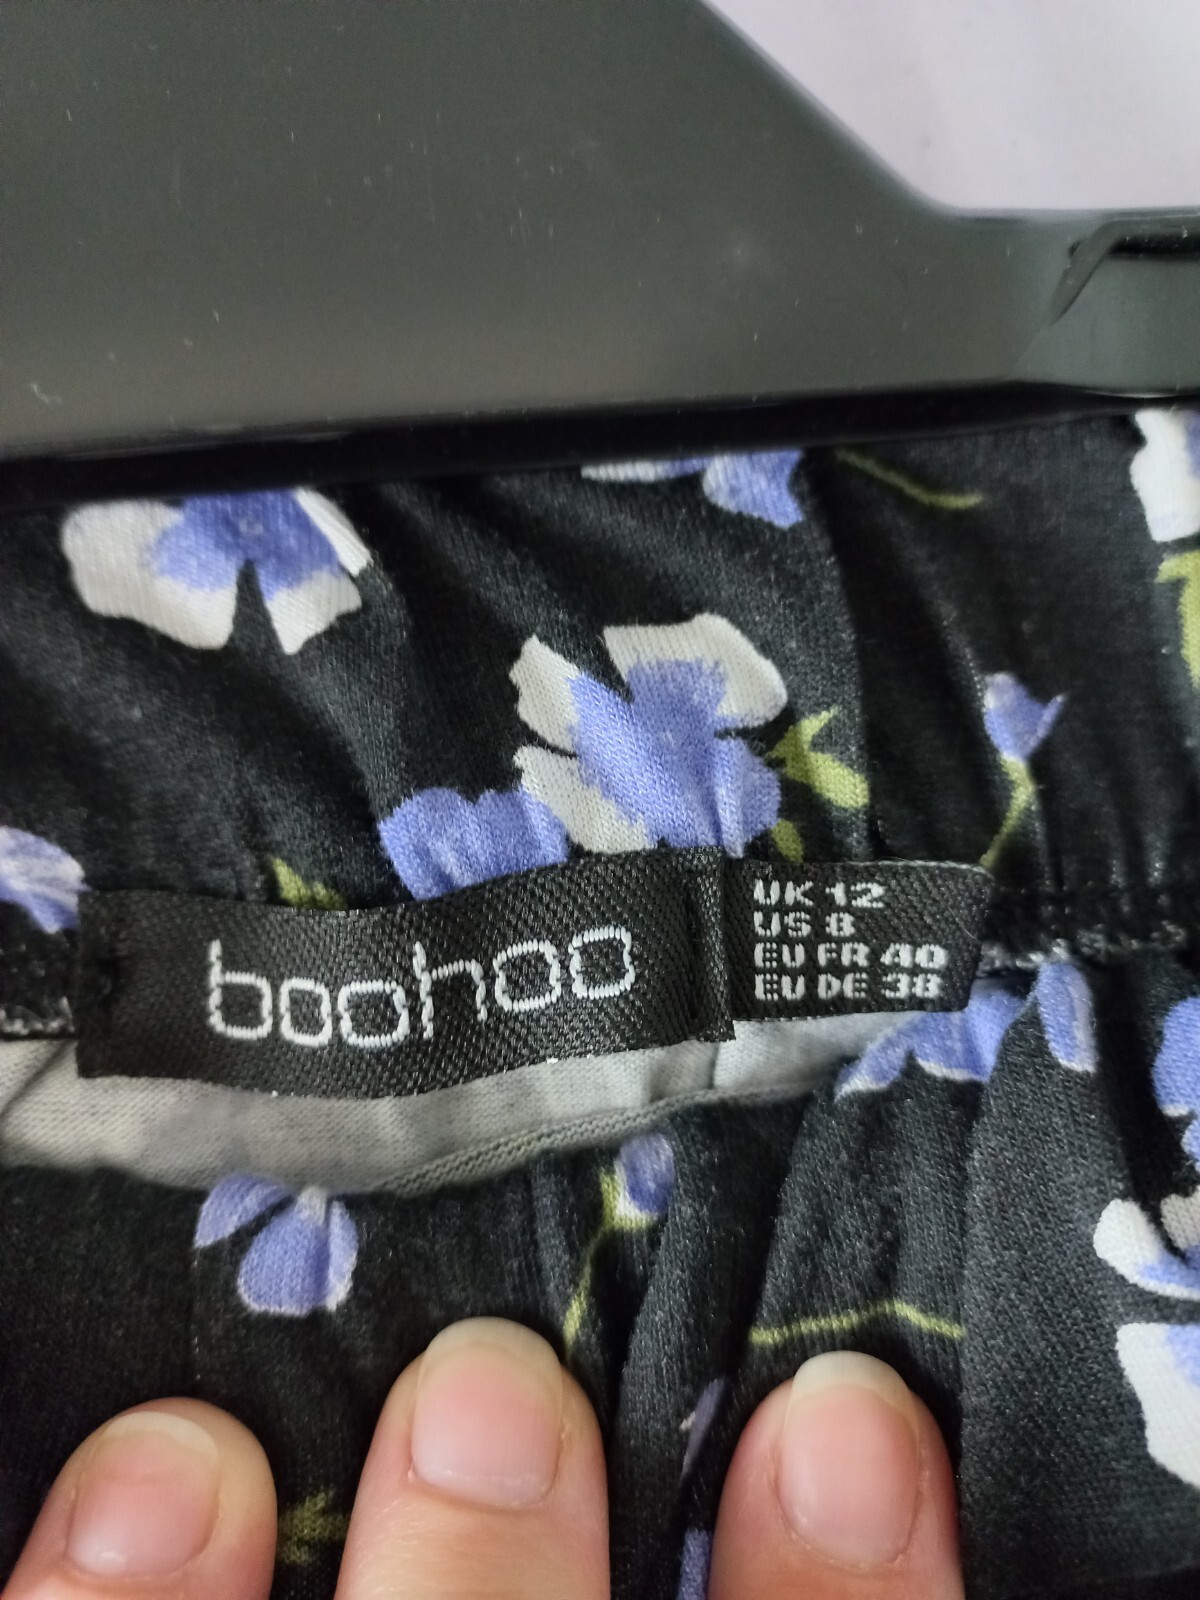 boohoo
UK 12
US 8
EU FR 40
EU DE 38